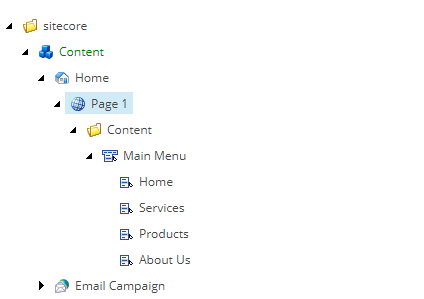 sitecore
Content
Home
Page 1
Content
Main Menu
Home
Services
Products
About Us
Email Campaign